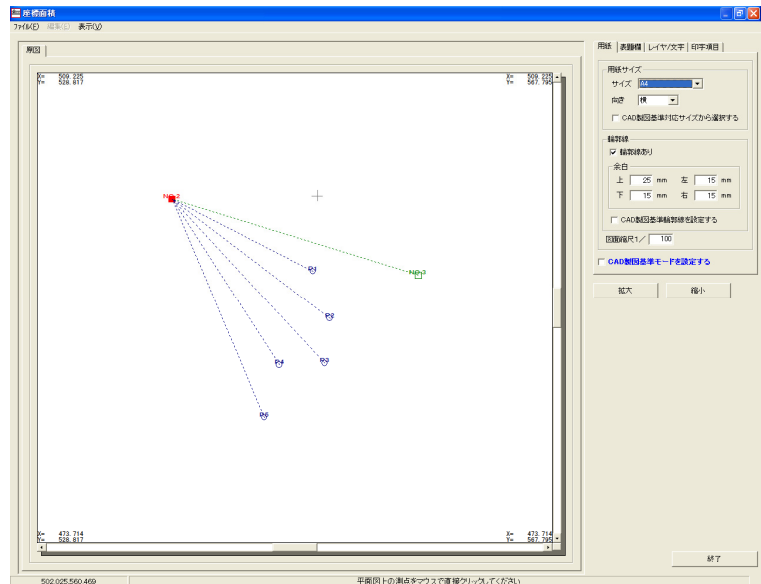 座標面積
ファイル(F) 編集(E) 表示(V)
原図
X= 509.225
Y= 528.817
X= 509.225
Y= 567.795
NO.2
P1
NO.3
P2
P4
P3
P5
X= 473.714
Y= 528.817
X= 473.714
Y= 567.795
用紙 表題欄 レイヤ/文字 印字項目
用紙サイズ
サイズ A4
向き 横
CAD製図基準対応サイズから選択する
輪郭線
輪郭線あり
余白
上 25 mm 左 15 mm
下 15 mm 右 15 mm
CAD製図基準輪郭線を設定する
図面縮尺1/ 100
CAD製図基準モードを設定する
拡大 縮小
終了
502.025,560.469 平面図上の測点をマウスで直接クリックしてください